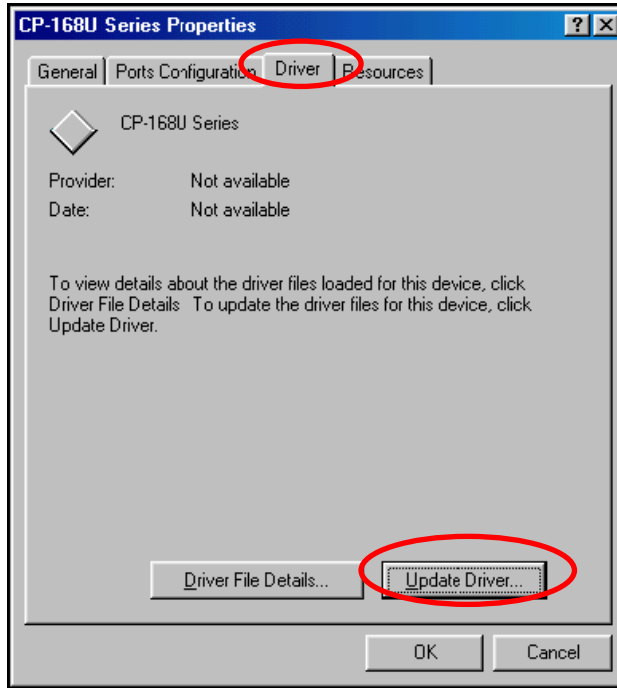 CP-168U Series Properties
General Ports Configuration Driver Resources
CP-168U Series
Provider: Not available
Date: Not available
To view details about the driver files loaded for this device, click
Driver File Details To update the driver files for this device, click
Update Driver.
Driver File Details... Update Driver...
OK Cancel